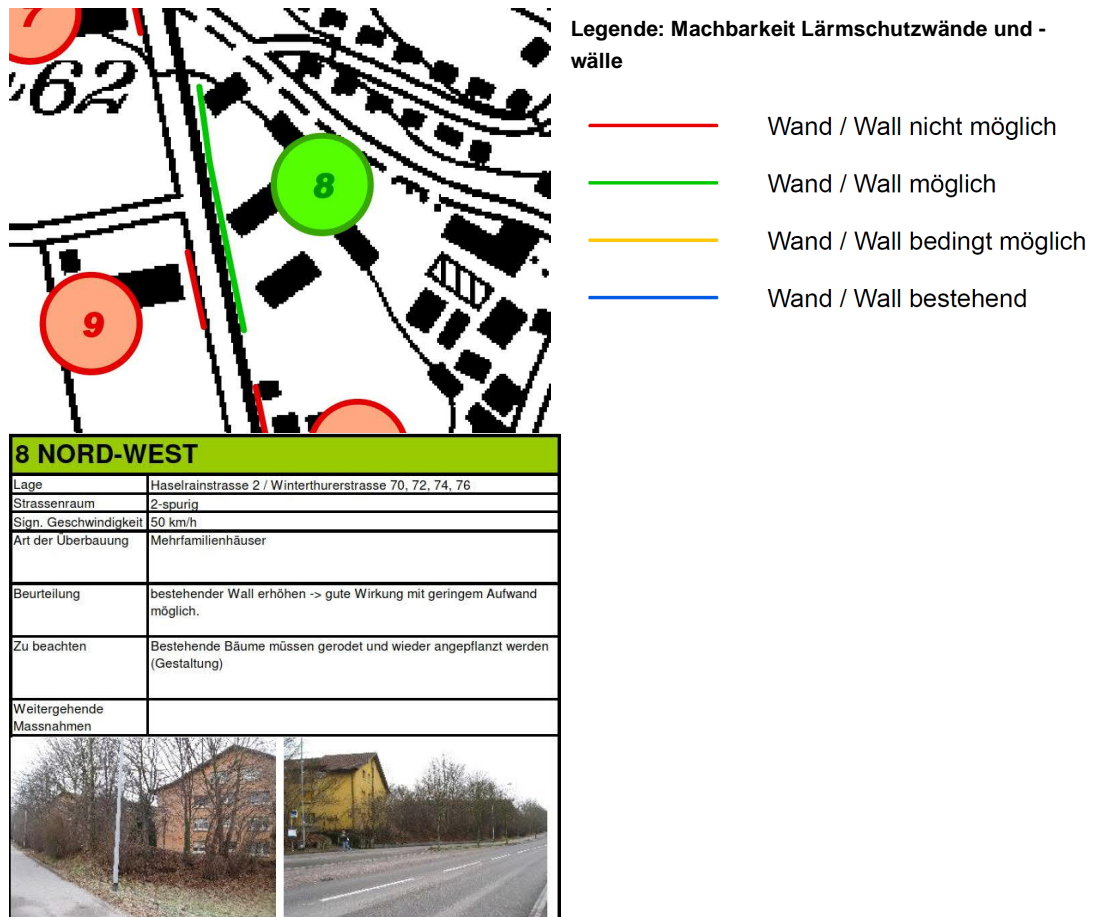 7
462
8
9
Legende: Machbarkeit Lärmschutzwände und -
wälle
Wand / Wall nicht möglich
Wand / Wall möglich
Wand / Wall bedingt möglich
Wand / Wall bestehend
8 NORD-WEST
Lage Haselrainstrasse 2 / Winterthurerstrasse 70, 72, 74, 76
Strassenraum 2-spurig
Sign. Geschwindigkeit 50 km/h
Art der Überbauung Mehrfamilienhäuser
Beurteilung bestehender Wall erhöhen -> gute Wirkung mit geringem Aufwand
möglich.
Zu beachten Bestehende Bäume müssen gerodet und wieder angepflanzt werden
(Gestaltung)
Weitergehende
Massnahmen